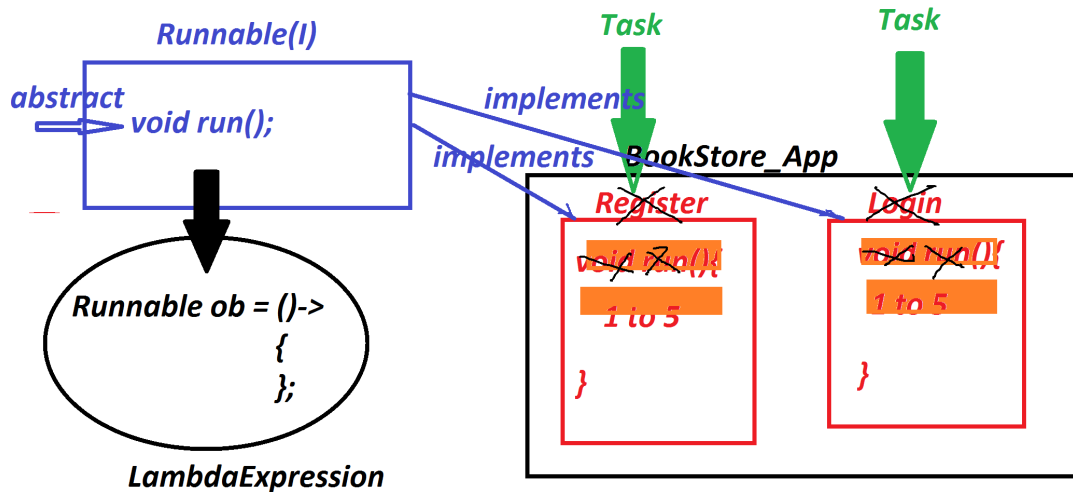 Runnable(I)
abstract
void run();
Runnable ob = ()->
{
};
LambdaExpression
implements
implements
Task
Task
BookStore_App
Register
void run(){
1 to 5
}
Login
void run(){
1 to 5
}